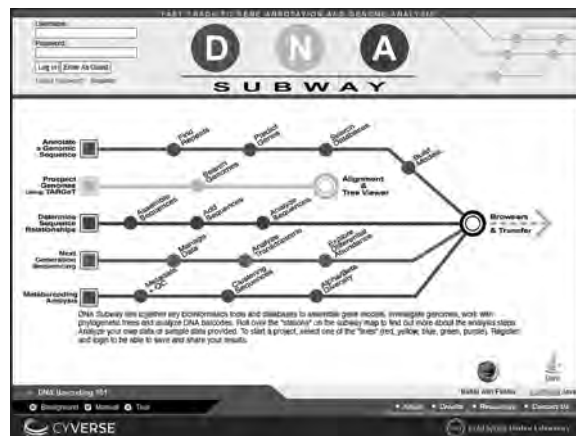 FAST TRACK TO GENE ANNOTATION AND GENOME ANALYSIS
Username:
Password:
Log In Enter As Guest
Register
D N A
SUBWAY
Annotate
a Genomic
Sequence
Find
Repeats
Predict
Genes
Search
Databases
Build
Models
Prospect
Genomes
Using TARGeT
Search
Genomes
Alignment
&
Tree Viewer
Determine
Sequence
Relationships
Assemble
Sequences
Add
Sequences
Analyze
Sequences
Browsers
& Transfer
Next
Generation
Sequencing
Manage
Data
Analyze
Transcriptome
Explore
Differential
Abundance
Metabarcoding
Analysis
Metadata
+ QC
Clustering
Sequences
Alpha/Beta
Diversity
DNA Subway ties together key bioinformatics tools and databases to assemble gene models, investigate genomes, work with
phylogenetic trees and analyze DNA barcodes. Roll over the "stations" on the subway map to find out more about the analysis steps.
Analyze your own data or sample data provided. To start a project, select one of the "lines" (red, yellow, blue, green, purple). Register
and login to be able to save and share your results.
DNA Barcoding 101
Background Manual Tour
About Credits Resources Contact Us
CYVERSE